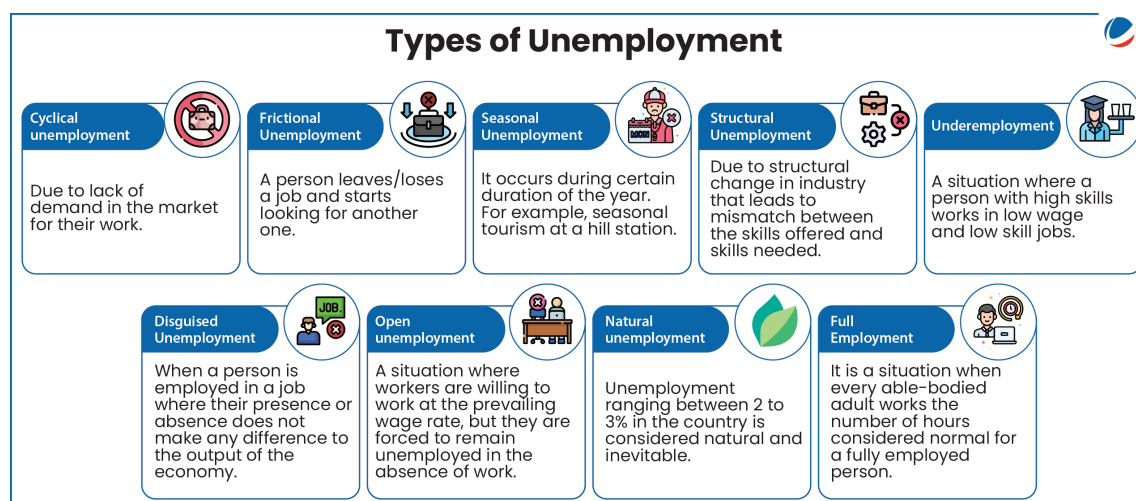 Types of Unemployment
Cyclical
unemployment
Due to lack of
demand in the market
for their work.
Frictional
Unemployment
A person leaves/loses
a job and starts
looking for another
one.
Seasonal
Unemployment
MON
It occurs during certain
duration of the year.
For example, seasonal
tourism at a hill station.
Structural
Unemployment
Due to structural
change in industry
that leads to
mismatch between
the skills offered and
skills needed.
Underemployment
A situation where a
person with high skills
works in low wage
and low skill jobs.
Disguised
Unemployment
JOB.
When a person is
employed in a job
where their presence or
absence does not
make any difference to
the output of the
economy.
Open
unemployment
A situation where
workers are willing to
work at the prevailing
wage rate, but they are
forced to remain
unemployed in the
absence of work.
Natural
unemployment
Unemployment
ranging between 2 to
3% in the country is
considered natural and
inevitable.
Full
Employment
It is a situation when
every able-bodied
adult works the
number of hours
considered normal for
a fully employed
person.